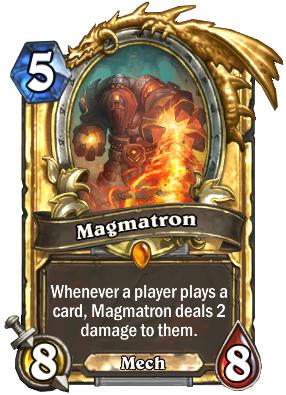 5
Magmatron
Whenever a player plays a
card, Magmatron deals 2
damage to them.
8
Mech
8